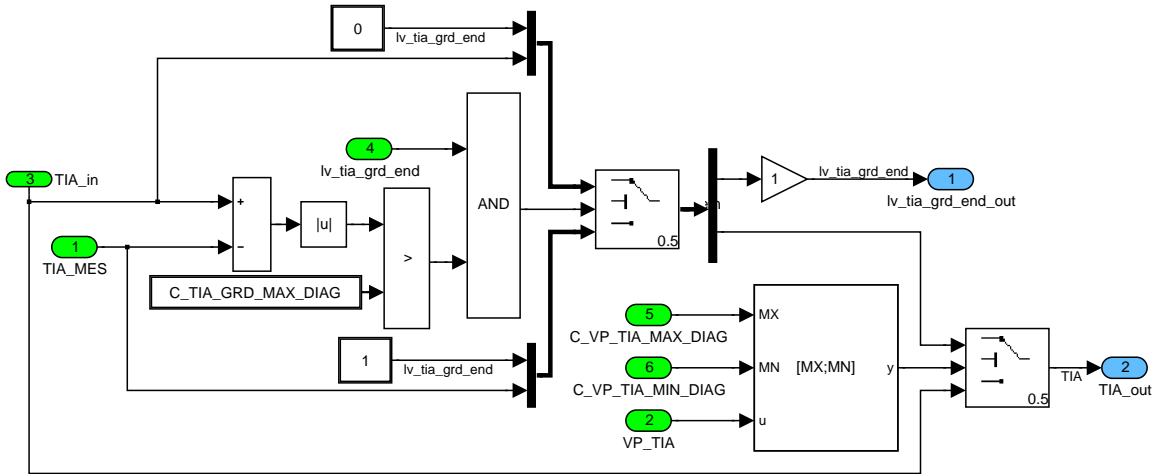 0
lv_tia_grd_end
4
lv_tia_grd_end
3
TIA_in
+
−
|u|
AND
>
1
TIA_MES
C_TIA_GRD_MAX_DIAG
0.5
1
lv_tia_grd_end
1
lv_tia_grd_end_out
1
lv_tia_grd_end
5
C_VP_TIA_MAX_DIAG
MX
6
C_VP_TIA_MIN_DIAG
MN
[MX;MN]
y
2
VP_TIA
u
0.5
TIA
2
TIA_out